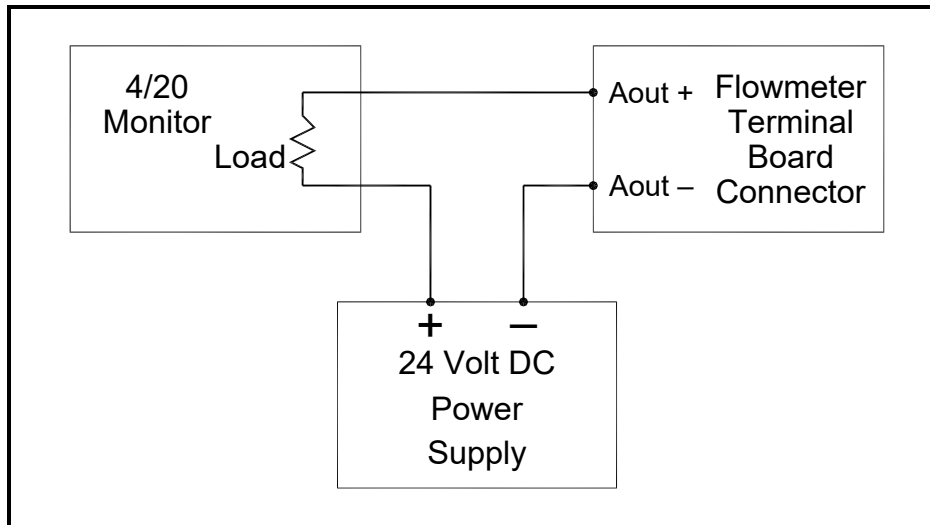 4/20
Monitor
Load
Aout +
Aout –
Flowmeter
Terminal
Board
Connector
+ –
24 Volt DC
Power
Supply